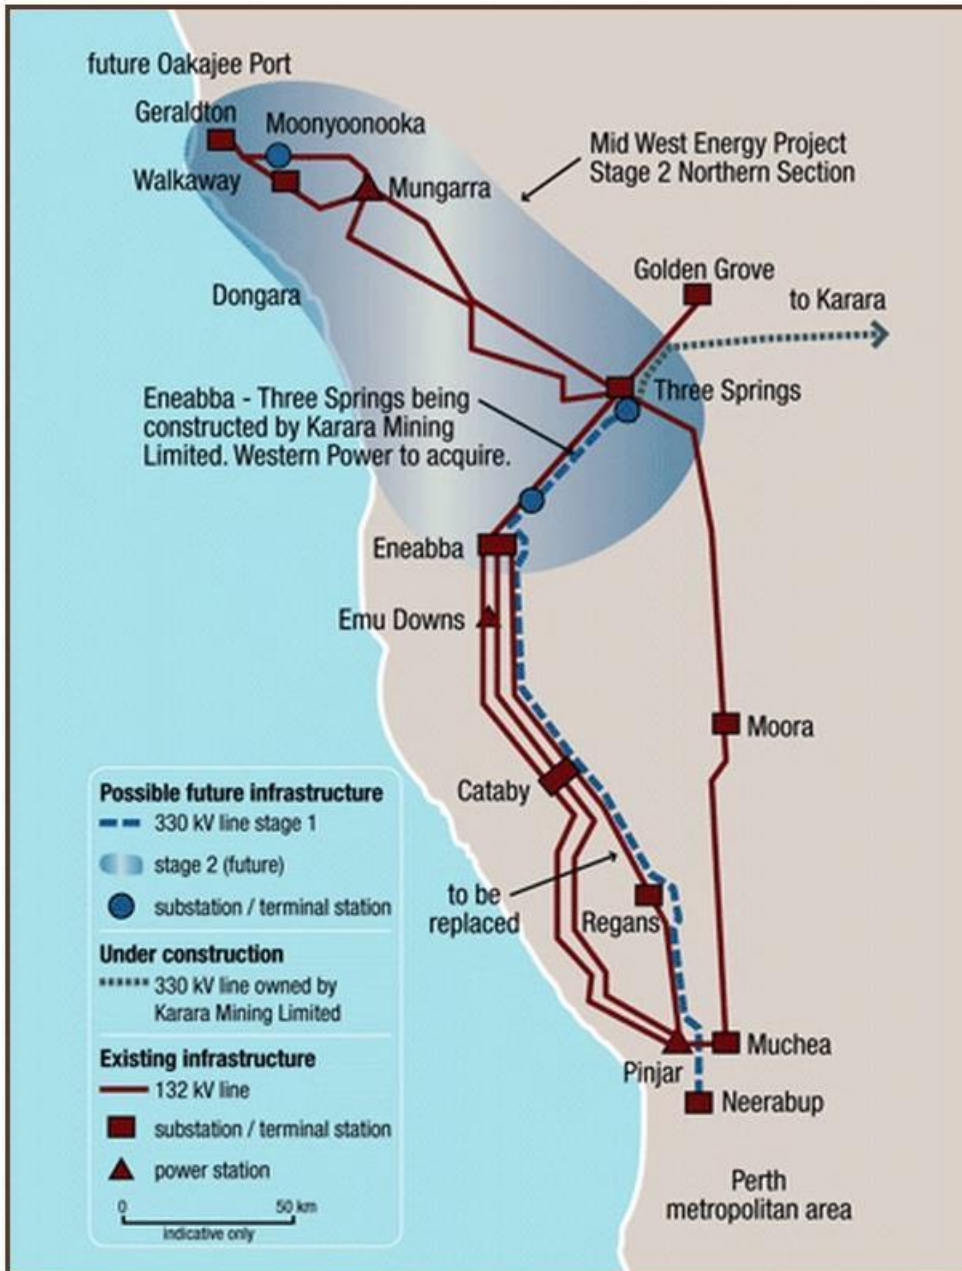 future Oakajee Port
Geraldton
Moonyoonooka
Walkaway
Mungarra
Mid West Energy Project
Stage 2 Northern Section
Dongara
Golden Grove
to Karara
Three Springs
Eneabba - Three Springs being
constructed by Karara Mining
Limited. Western Power to acquire.
Eneabba
Emu Downs
Moora
Cataby
to be
replaced
Regans
Muchea
Pinjar
Neerabup
Perth
metropolitan area
Possible future infrastructure
330 kV line stage 1
stage 2 (future)
substation / terminal station
Under construction
330 kV line owned by
Karara Mining Limited
Existing infrastructure
132 kV line
substation / terminal station
power station
0 50 km
indicative only